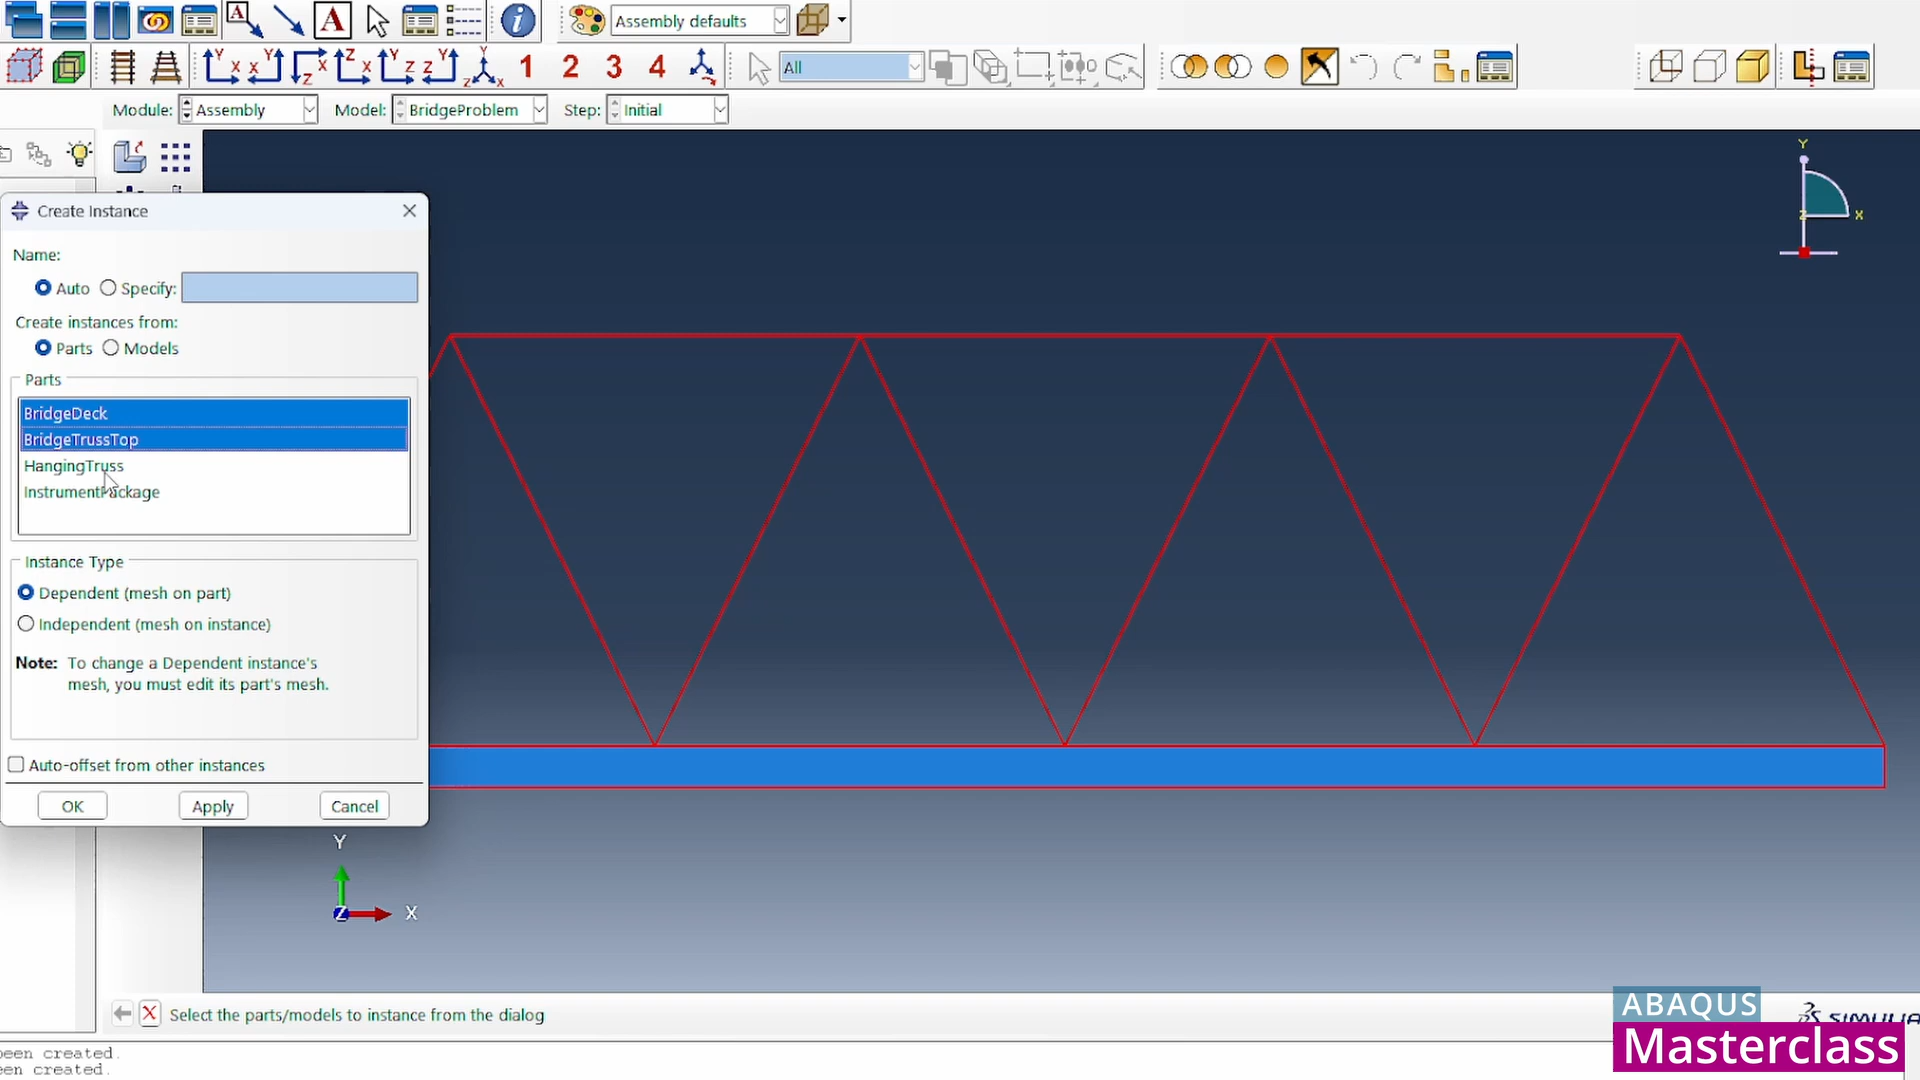 A
A
Assembly defaults
Y X
X Y
Z X
Z X
Y Z
Z Y
Y Z X
1 2 3 4
All
Module: Assembly Model: BridgeProblem Step: Initial
Create Instance
Name:
Auto Specify:
Create instances from:
Parts Models
Parts
BridgeDeck
BridgeTrussTop
HangingTruss
InstrumentPackage
Instance Type
Dependent (mesh on part)
Independent (mesh on instance)
Note: To change a Dependent instance's
mesh, you must edit its part's mesh.
Auto-offset from other instances
OK Apply Cancel
Y
Z X
Y
Z X
Select the parts/models to instance from the dialog
been created.
een created.
ABAQUS
Masterclass
SIMULIA